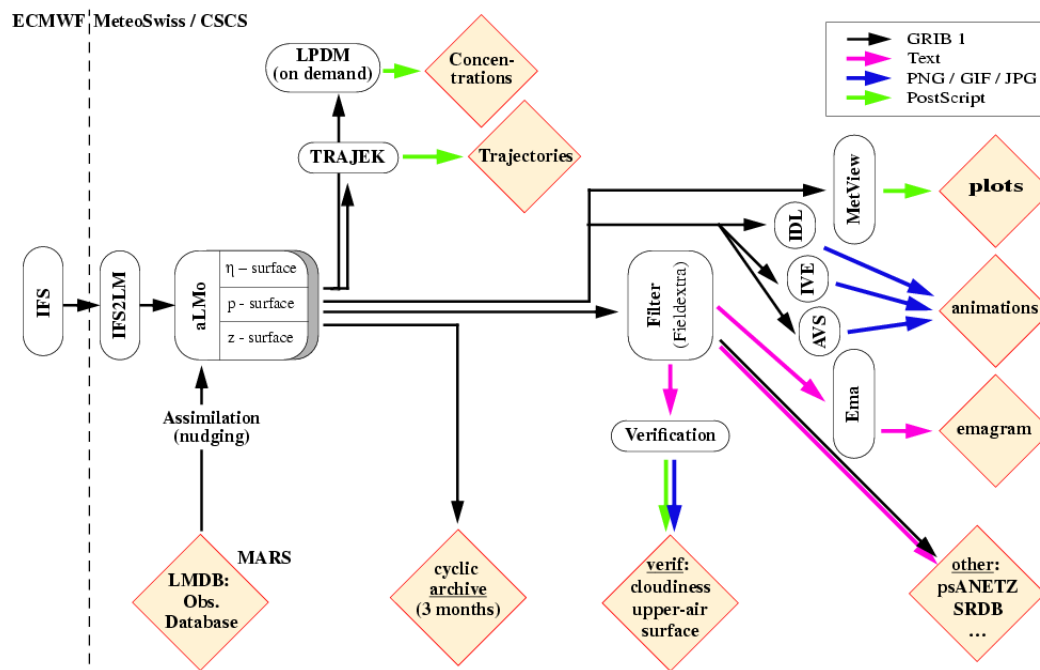 ECMWF MeteoSwiss / CSCS
GRIB 1
Text
PNG / GIF / JPG
PostScript
LPDM
(on demand)
Concen-
trations
TRAJEK
Trajectories
MetView
plots
IDL
IVE
AVS
animations
IFS
IFS2LM
aLMo
η – surface
p - surface
z - surface
Filter
(Fieldextra)
Ema
emagram
Assimilation
(nudging)
Verification
MARS
LMDB:
Obs.
Database
cyclic
archive
(3 months)
verif:
cloudiness
upper-air
surface
other:
psANETZ
SRDB
...